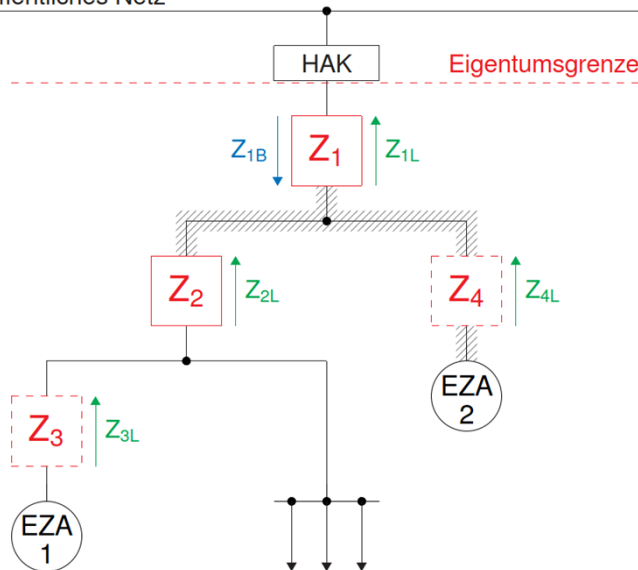 HAK
Eigentumsgrenze
Z1B
Z1
Z1L
Z2
Z2L
Z4
Z4L
EZA
2
Z3
Z3L
EZA
1